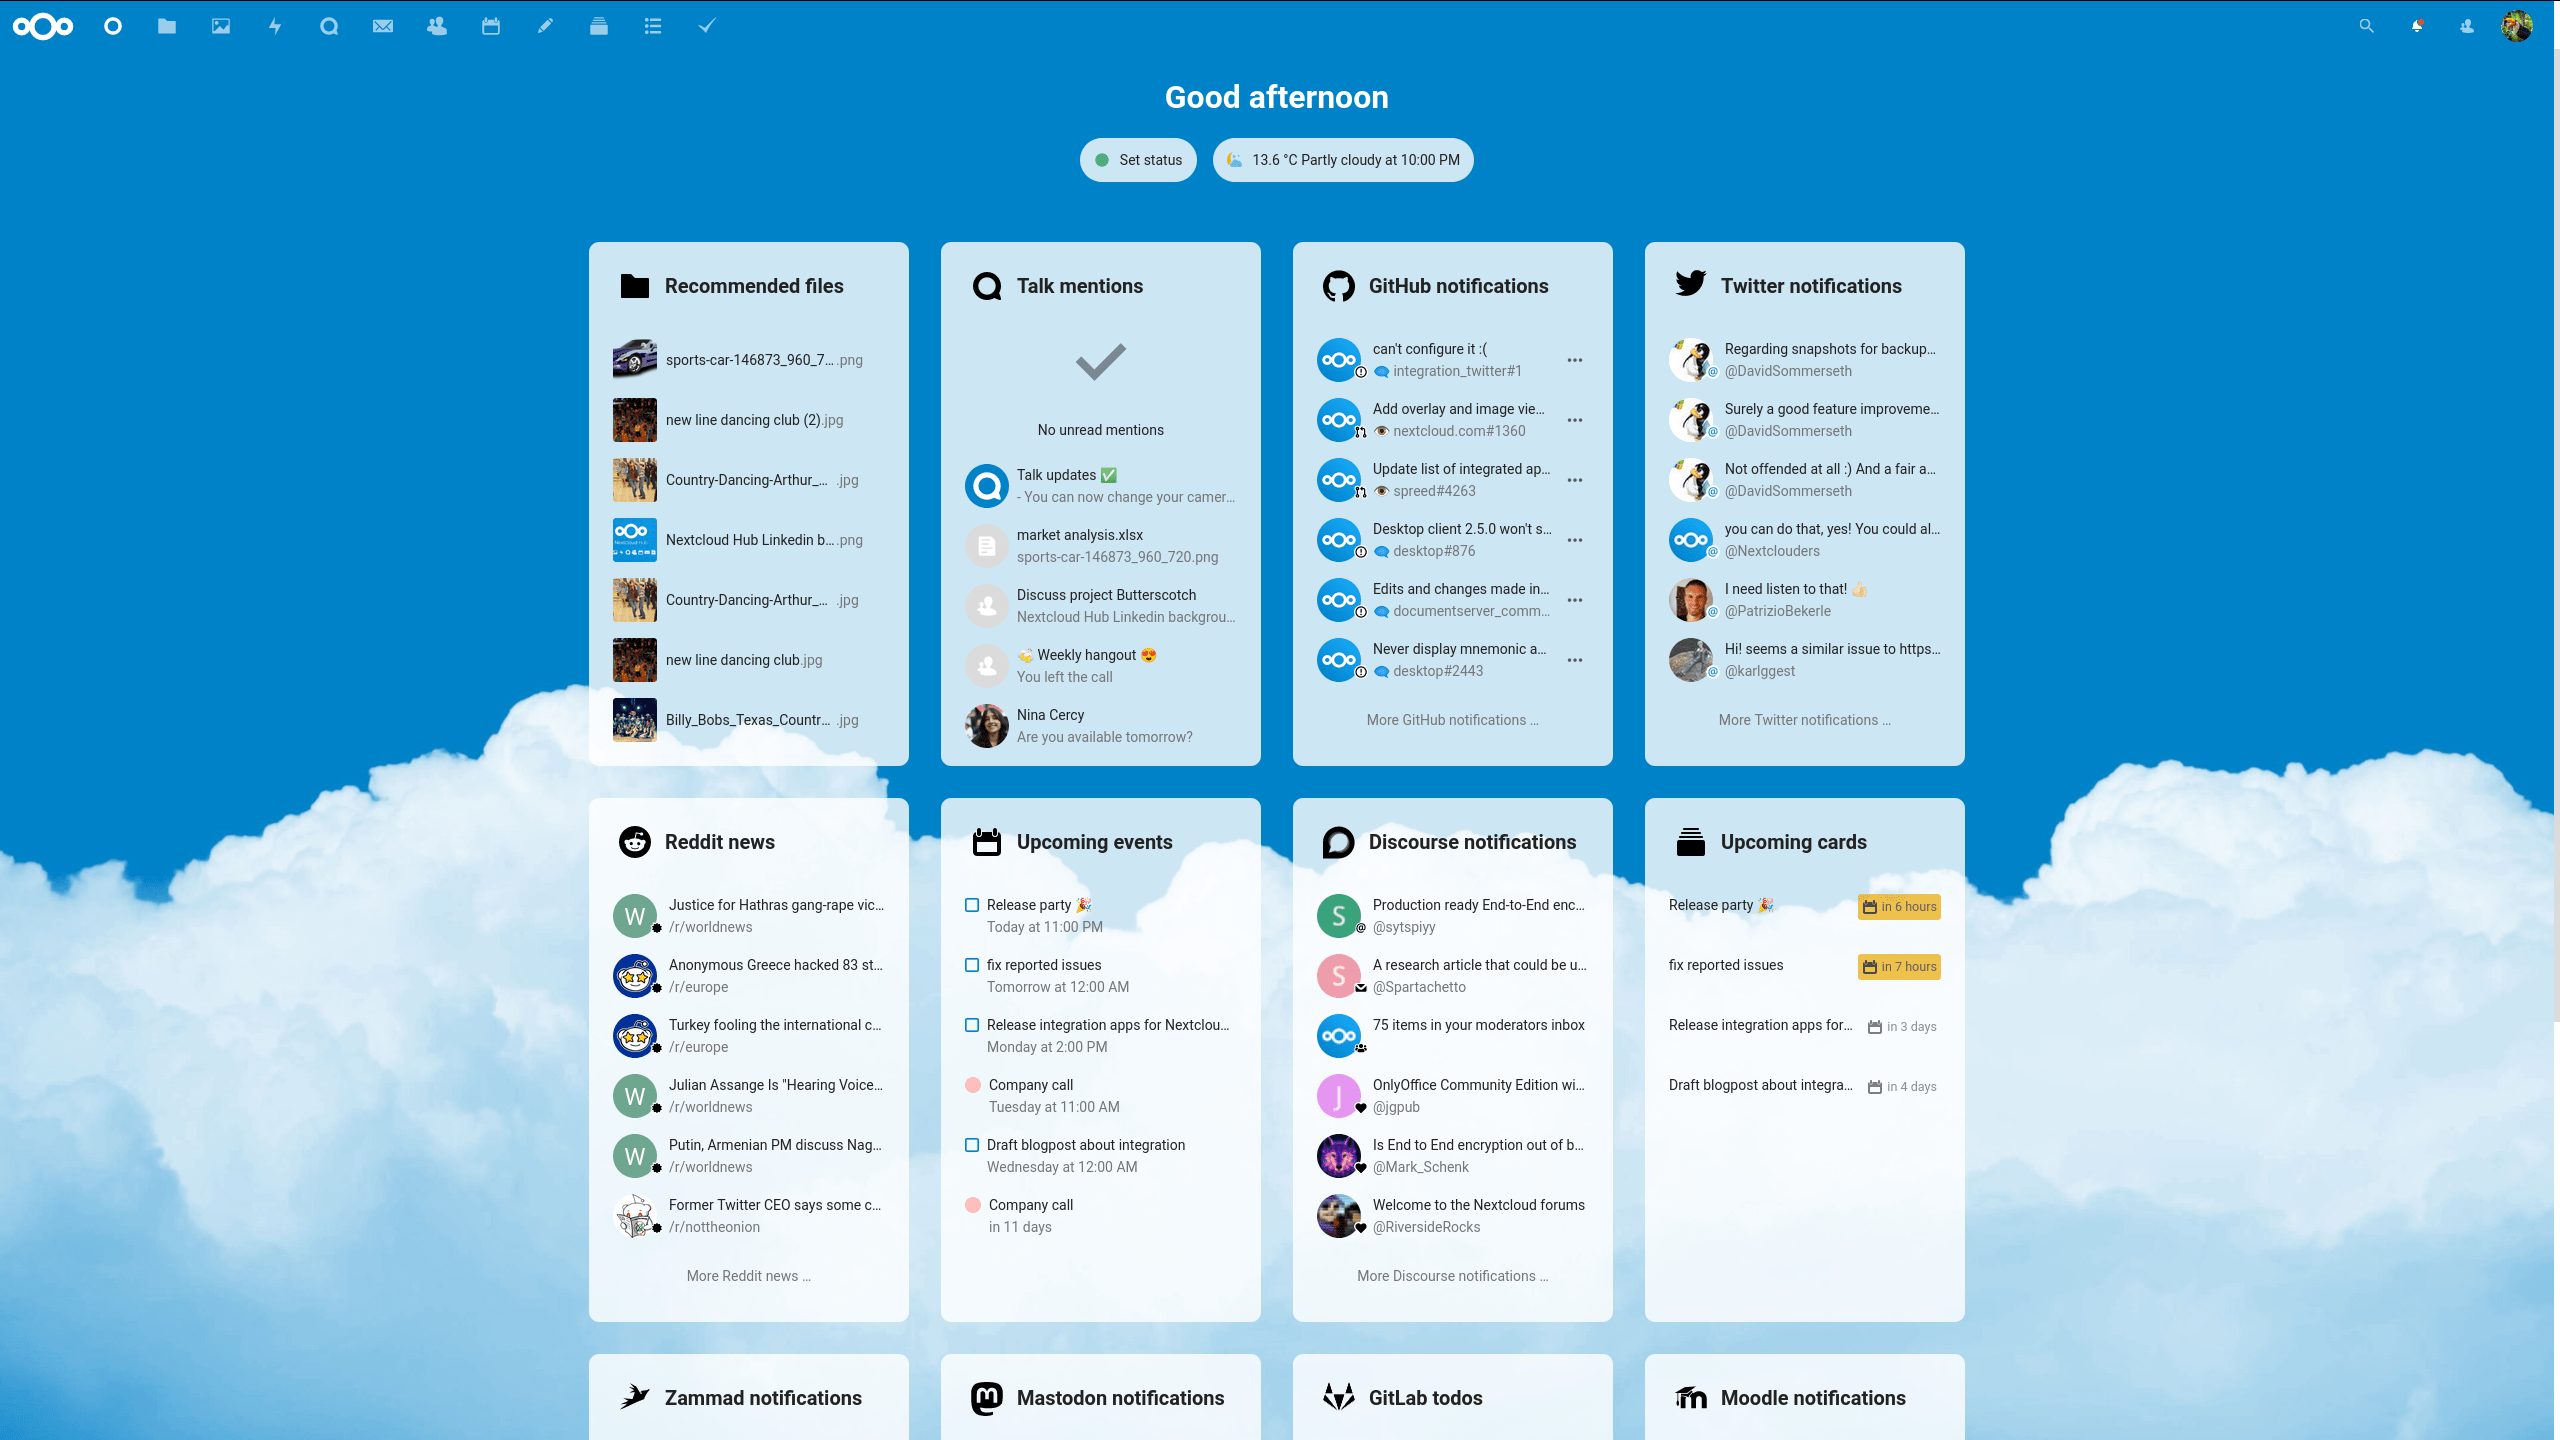 Good afternoon
Set status
13.6 °C Partly cloudy at 10:00 PM
Recommended files
sports-car-146873_960_7... .png
new line dancing club (2).jpg
Country-Dancing-Arthur_... .jpg
Nextcloud Hub Linkedin b... .png
Country-Dancing-Arthur_... .jpg
new line dancing club.jpg
Billy_Bobs_Texas_Countr... .jpg
Talk mentions
No unread mentions
Talk updates ✅
- You can now change your camer...
market analysis.xlsx
sports-car-146873_960_720.png
Discuss project Butterscotch
Nextcloud Hub Linkedin backgrou...
🍻 Weekly hangout 😍
You left the call
Nina Cercy
Are you available tomorrow?
GitHub notifications
can't configure it :(
integration_twitter#1
Add overlay and image vie...
nextcloud.com#1360
Update list of integrated ap...
spreed#4263
Desktop client 2.5.0 won't s...
desktop#876
Edits and changes made in...
documentserver_comm...
Never display mnemonic a...
desktop#2443
More GitHub notifications ...
Twitter notifications
Regarding snapshots for backup...
@DavidSommerseth
Surely a good feature improveme...
@DavidSommerseth
Not offended at all :) And a fair a...
@DavidSommerseth
you can do that, yes! You could al...
@Nextclouders
I need listen to that! 👍🏻
@PatrizioBekerle
Hi! seems a similar issue to https...
@karlggest
More Twitter notifications ...
Reddit news
W
Justice for Hathras gang-rape vic...
/r/worldnews
Anonymous Greece hacked 83 st...
/r/europe
Turkey fooling the international c...
/r/europe
W
Julian Assange Is "Hearing Voice...
/r/worldnews
W
Putin, Armenian PM discuss Nag...
/r/worldnews
Former Twitter CEO says some c...
/r/nottheonion
More Reddit news ...
Upcoming events
Release party 🎉
Today at 11:00 PM
fix reported issues
Tomorrow at 12:00 AM
Release integration apps for Nextclou...
Monday at 2:00 PM
Company call
Tuesday at 11:00 AM
Draft blogpost about integration
Wednesday at 12:00 AM
Company call
in 11 days
Discourse notifications
S
Production ready End-to-End enc...
@sytspiyy
S
A research article that could be u...
@Spartachetto
75 items in your moderators inbox
J
OnlyOffice Community Edition wi...
@jgpub
Is End to End encryption out of b...
@Mark_Schenk
Welcome to the Nextcloud forums
@RiversideRocks
More Discourse notifications ...
Upcoming cards
Release party 🎉 in 6 hours
fix reported issues in 7 hours
Release integration apps for... in 3 days
Draft blogpost about integra... in 4 days
Zammad notifications
Mastodon notifications
GitLab todos
Moodle notifications